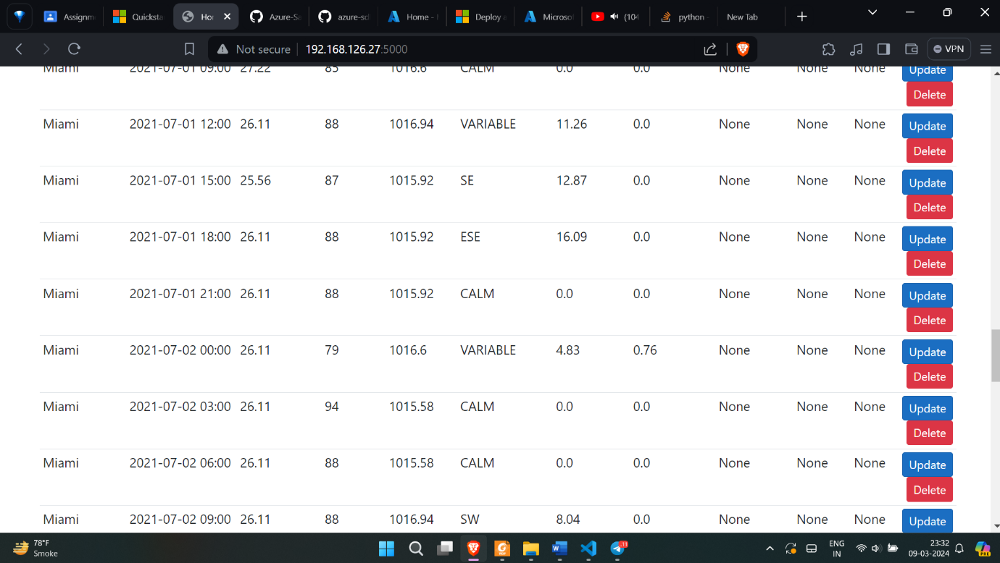 Assignm
Quicksta
Hor
Azure-Sa
azure-sd
Home - M
Deploy a
Microsof
(104
python -
New Tab
Not secure 192.168.126.27:5000
VPN
Miami 2021-07-01 09:00 27.22 85 1016.6 CALM 0.0 0.0 None None None Update
Delete
Miami 2021-07-01 12:00 26.11 88 1016.94 VARIABLE 11.26 0.0 None None None Update
Delete
Miami 2021-07-01 15:00 25.56 87 1015.92 SE 12.87 0.0 None None None Update
Delete
Miami 2021-07-01 18:00 26.11 88 1015.92 ESE 16.09 0.0 None None None Update
Delete
Miami 2021-07-01 21:00 26.11 88 1015.92 CALM 0.0 0.0 None None None Update
Delete
Miami 2021-07-02 00:00 26.11 79 1016.6 VARIABLE 4.83 0.76 None None None Update
Delete
Miami 2021-07-02 03:00 26.11 94 1015.58 CALM 0.0 0.0 None None None Update
Delete
Miami 2021-07-02 06:00 26.11 88 1015.58 CALM 0.0 0.0 None None None Update
Delete
Miami 2021-07-02 09:00 26.11 88 1016.94 SW 8.04 0.0 None None None Update
78°F
Smoke
11
ENG
IN
23:32
09-03-2024
PRE